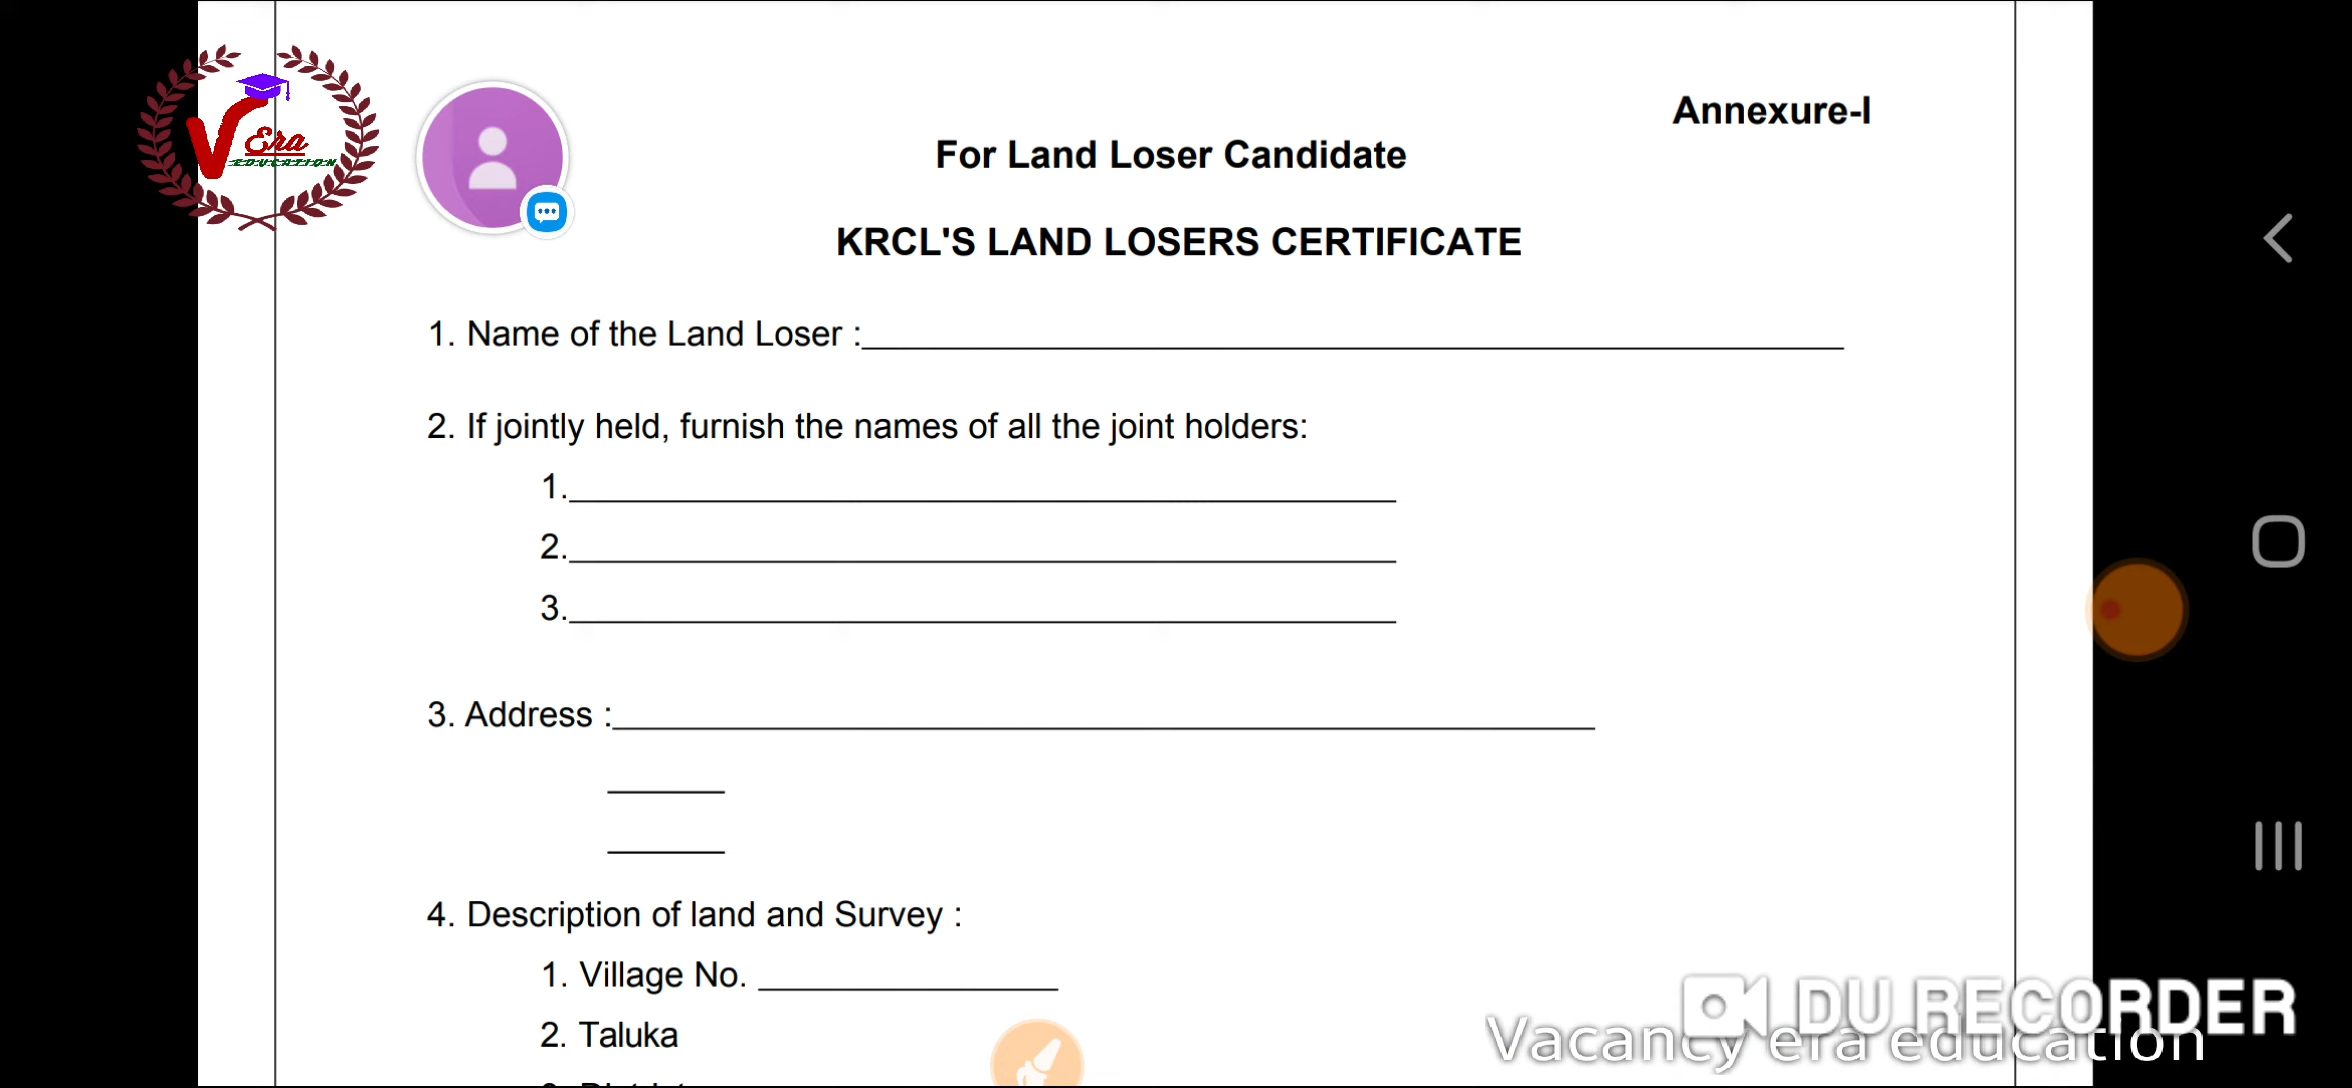 Annexure-I
For Land Loser Candidate
KRCL'S LAND LOSERS CERTIFICATE
1. Name of the Land Loser :
2. If jointly held, furnish the names of all the joint holders:
1.
2.
3.
3. Address :
4. Description of land and Survey :
1. Village No.
2. Taluka
V Era
EDUCATION
DU RECORDER
Vacancy era education